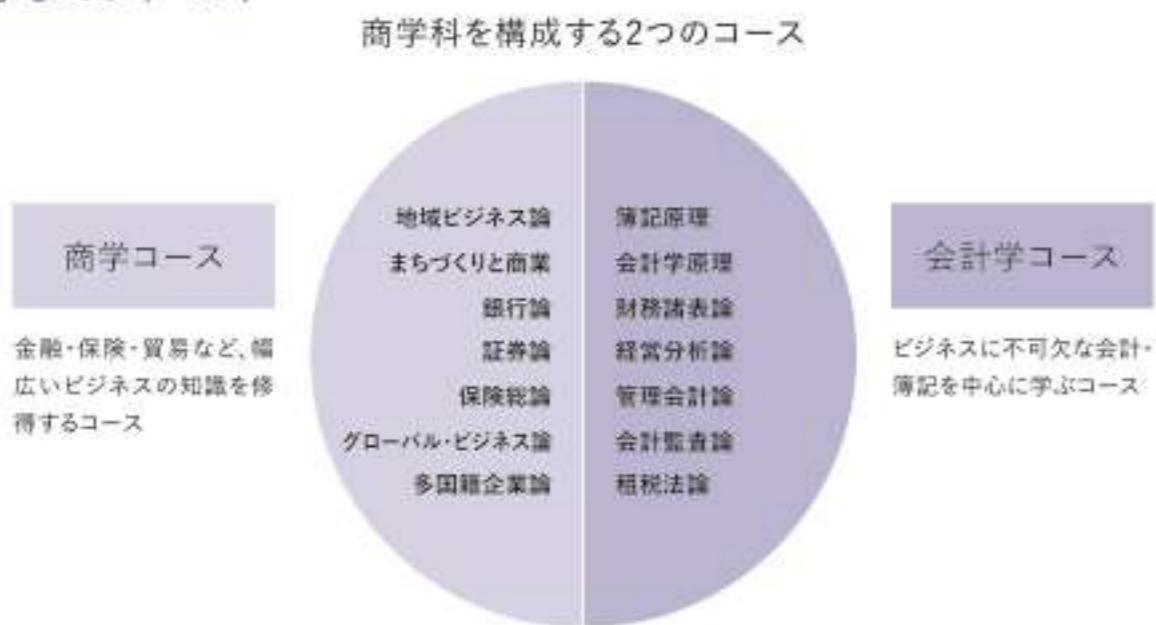 商学科を構成する2つのコース
商学コース
金融・保険・貿易など、幅
広いビジネスの知識を修
得するコース
地域ビジネス論
まちづくりと商業
銀行論
証券論
保険総論
グローバル・ビジネス論
多国籍企業論
簿記原理
会計学原理
財務諸表論
経営分析論
管理会計論
会計監査論
租税法論
会計学コース
ビジネスに不可欠な会計・
簿記を中心に学ぶコース